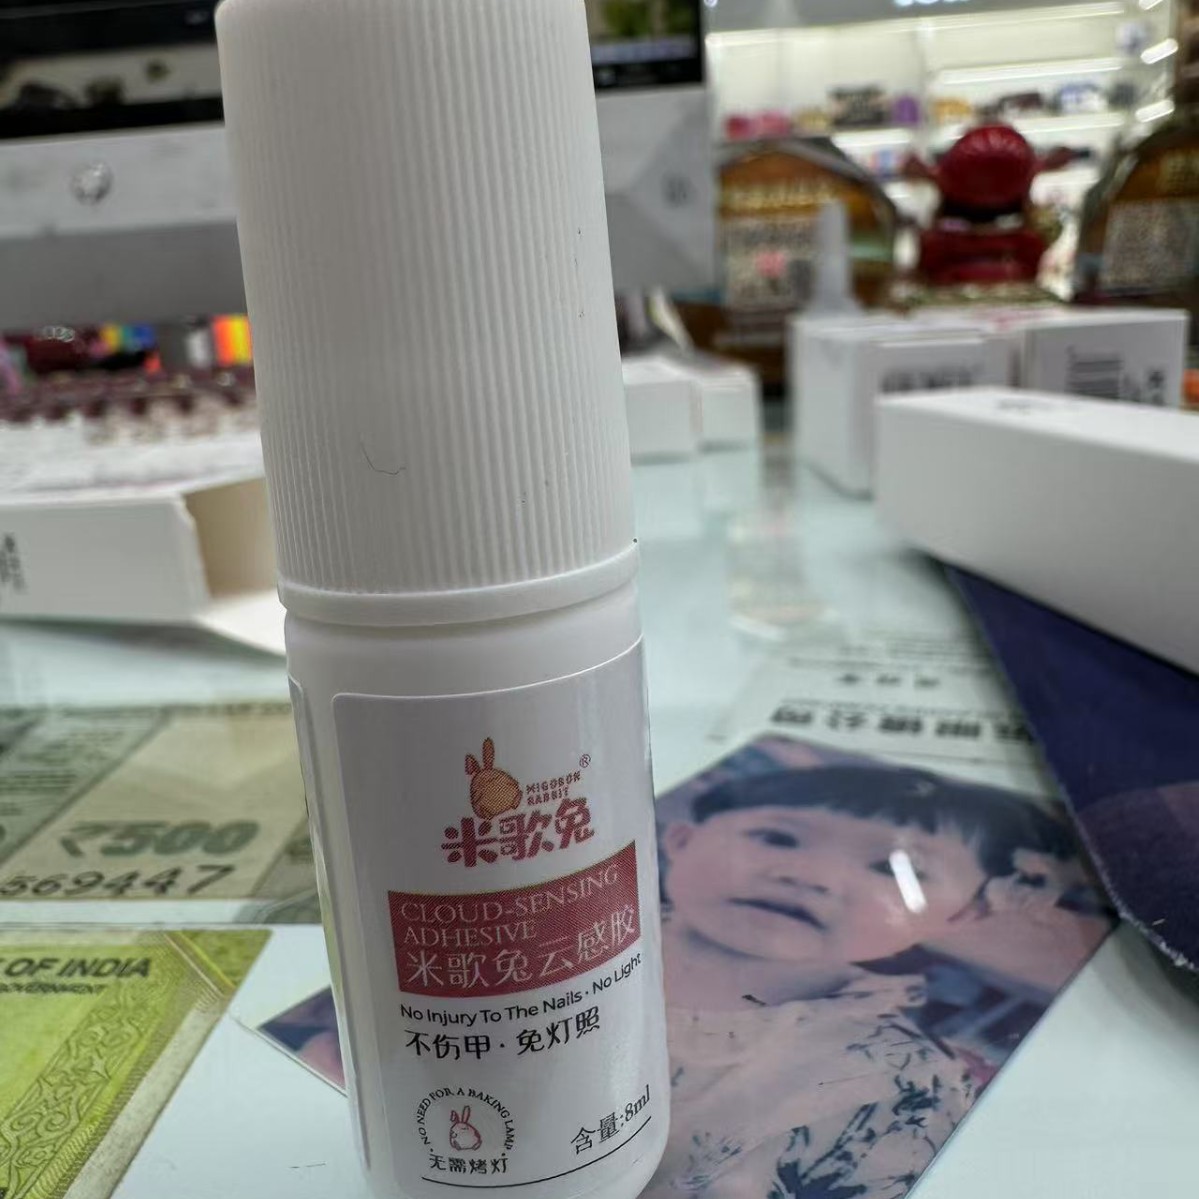 MIGOBON
RABBIT
®
米歌兔
CLOUD-SENSING
ADHESIVE
米歌兔云感胶
No Injury To The Nails · No Light
不伤甲 · 免灯照
· NO NEED FOR A BAKING LAMP ·
无需烤灯
含量:8ml
₹500
569447
OF INDIA